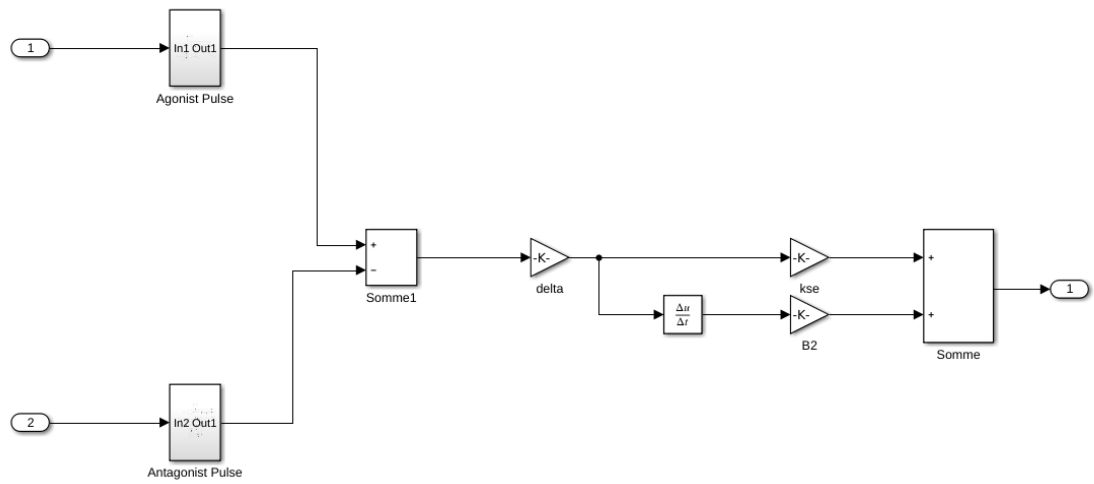 1
In1 Out1
Agonist Pulse
+
−
Somme1
-K-
delta
-K-
kse
Δu
Δt
-K-
B2
+
+
Somme
1
2
In2 Out1
Antagonist Pulse